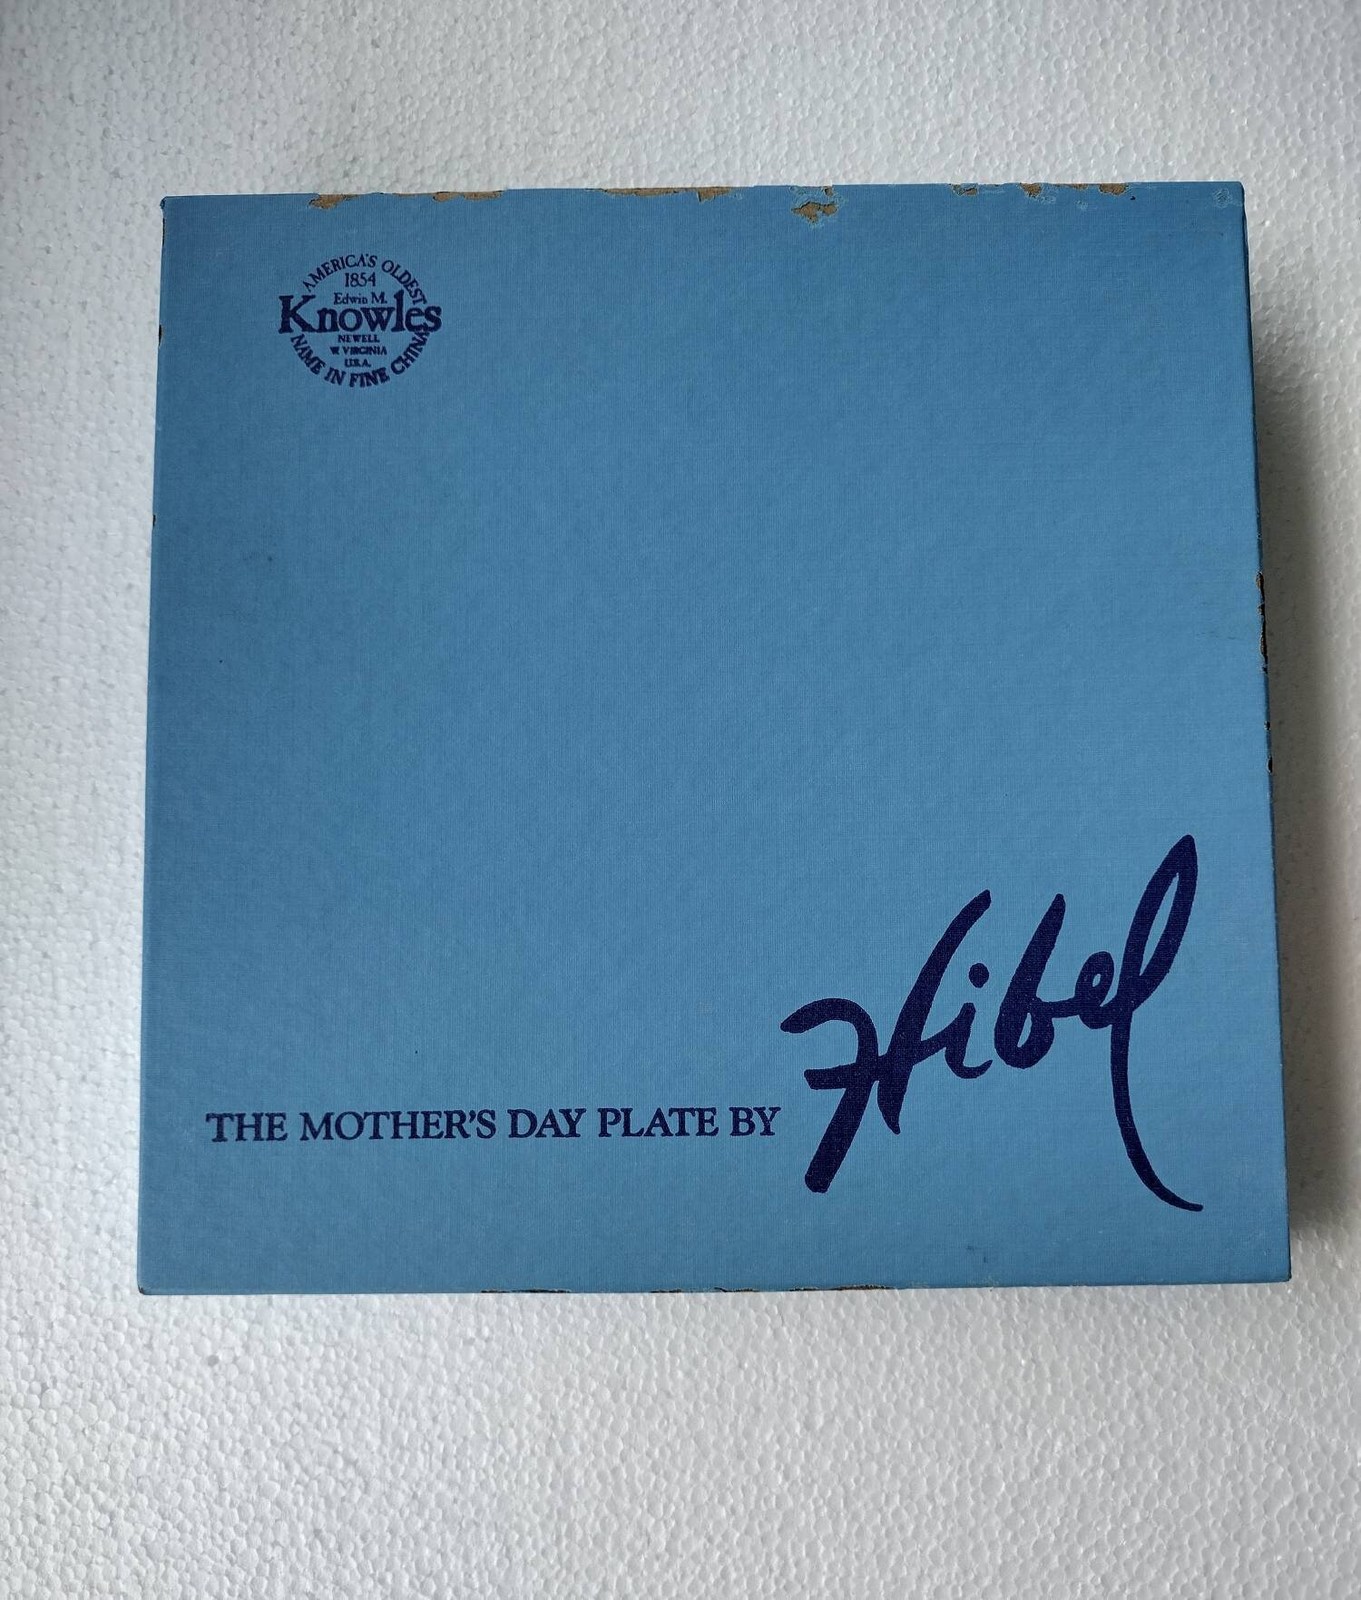 AMERICA'S OLDEST
1854
Edwin M.
Knowles
NEWELL
W. VIRGINIA
U.S.A.
NAME IN FINE CHINA
THE MOTHER'S DAY PLATE BY Hibel